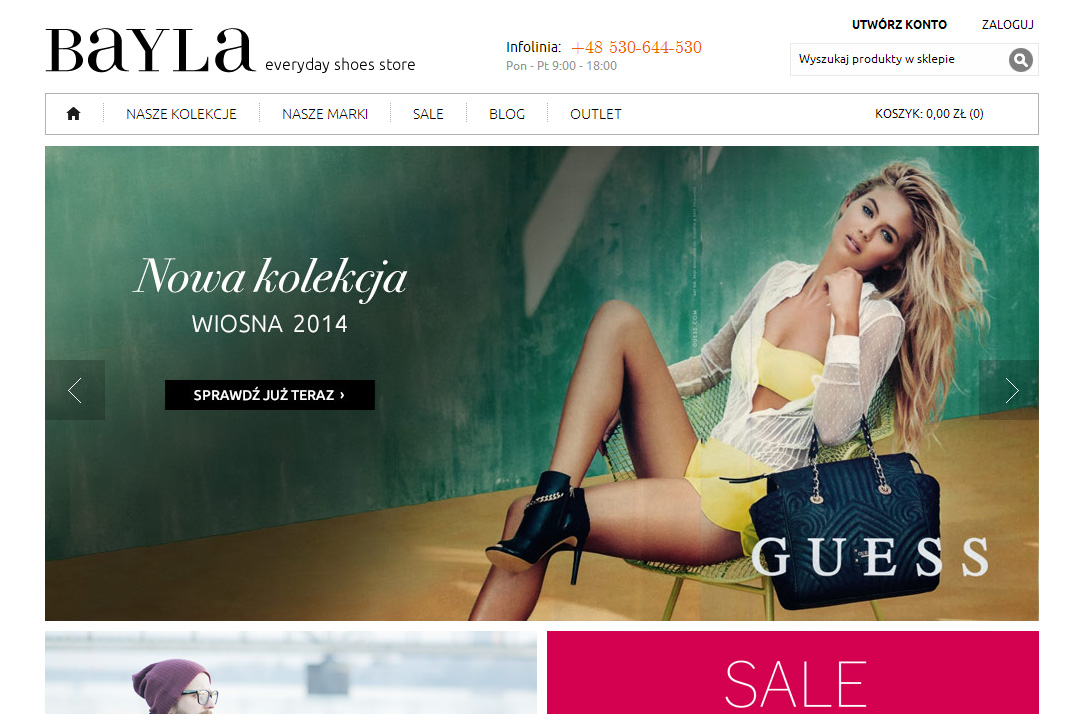 BaYLa everyday shoes store
Infolinia: +48 530-644-530
Pon - Pt 9:00 - 18:00
UTWÓRZ KONTO
ZALOGUJ
Wyszukaj produkty w sklepie
NASZE KOLEKCJE
NASZE MARKI
SALE
BLOG
OUTLET
KOSZYK: 0,00 ZŁ (0)
Nowa kolekcja
WIOSNA 2014
SPRAWDŹ JUŻ TERAZ ›
GUESS
SALE